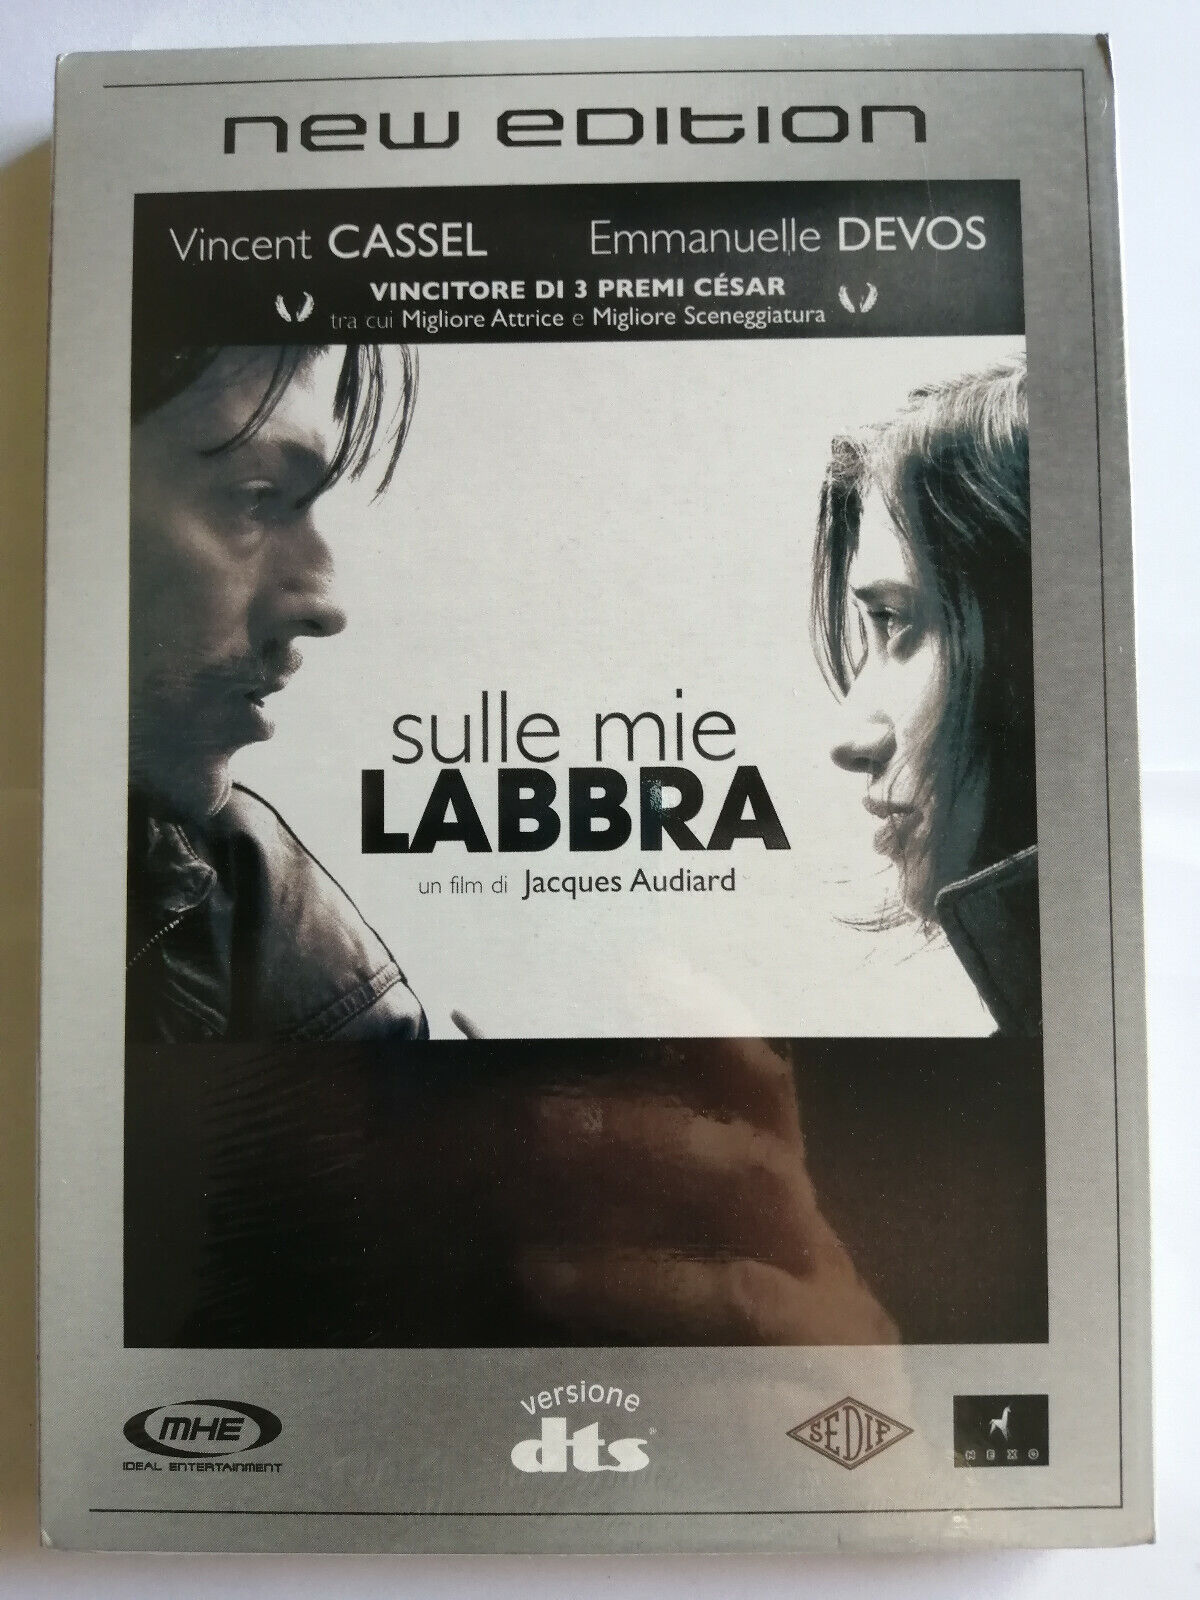 new edition
Vincent CASSEL Emmanuelle DEVOS
VINCITORE DI 3 PREMI CÉSAR
tra cui Migliore Attrice e Migliore Sceneggiatura
sulle mie
LABBRA
un film di Jacques Audiard
MHE
IDEAL ENTERTAINMENT
versione
dts®
SEDIF
NEXO